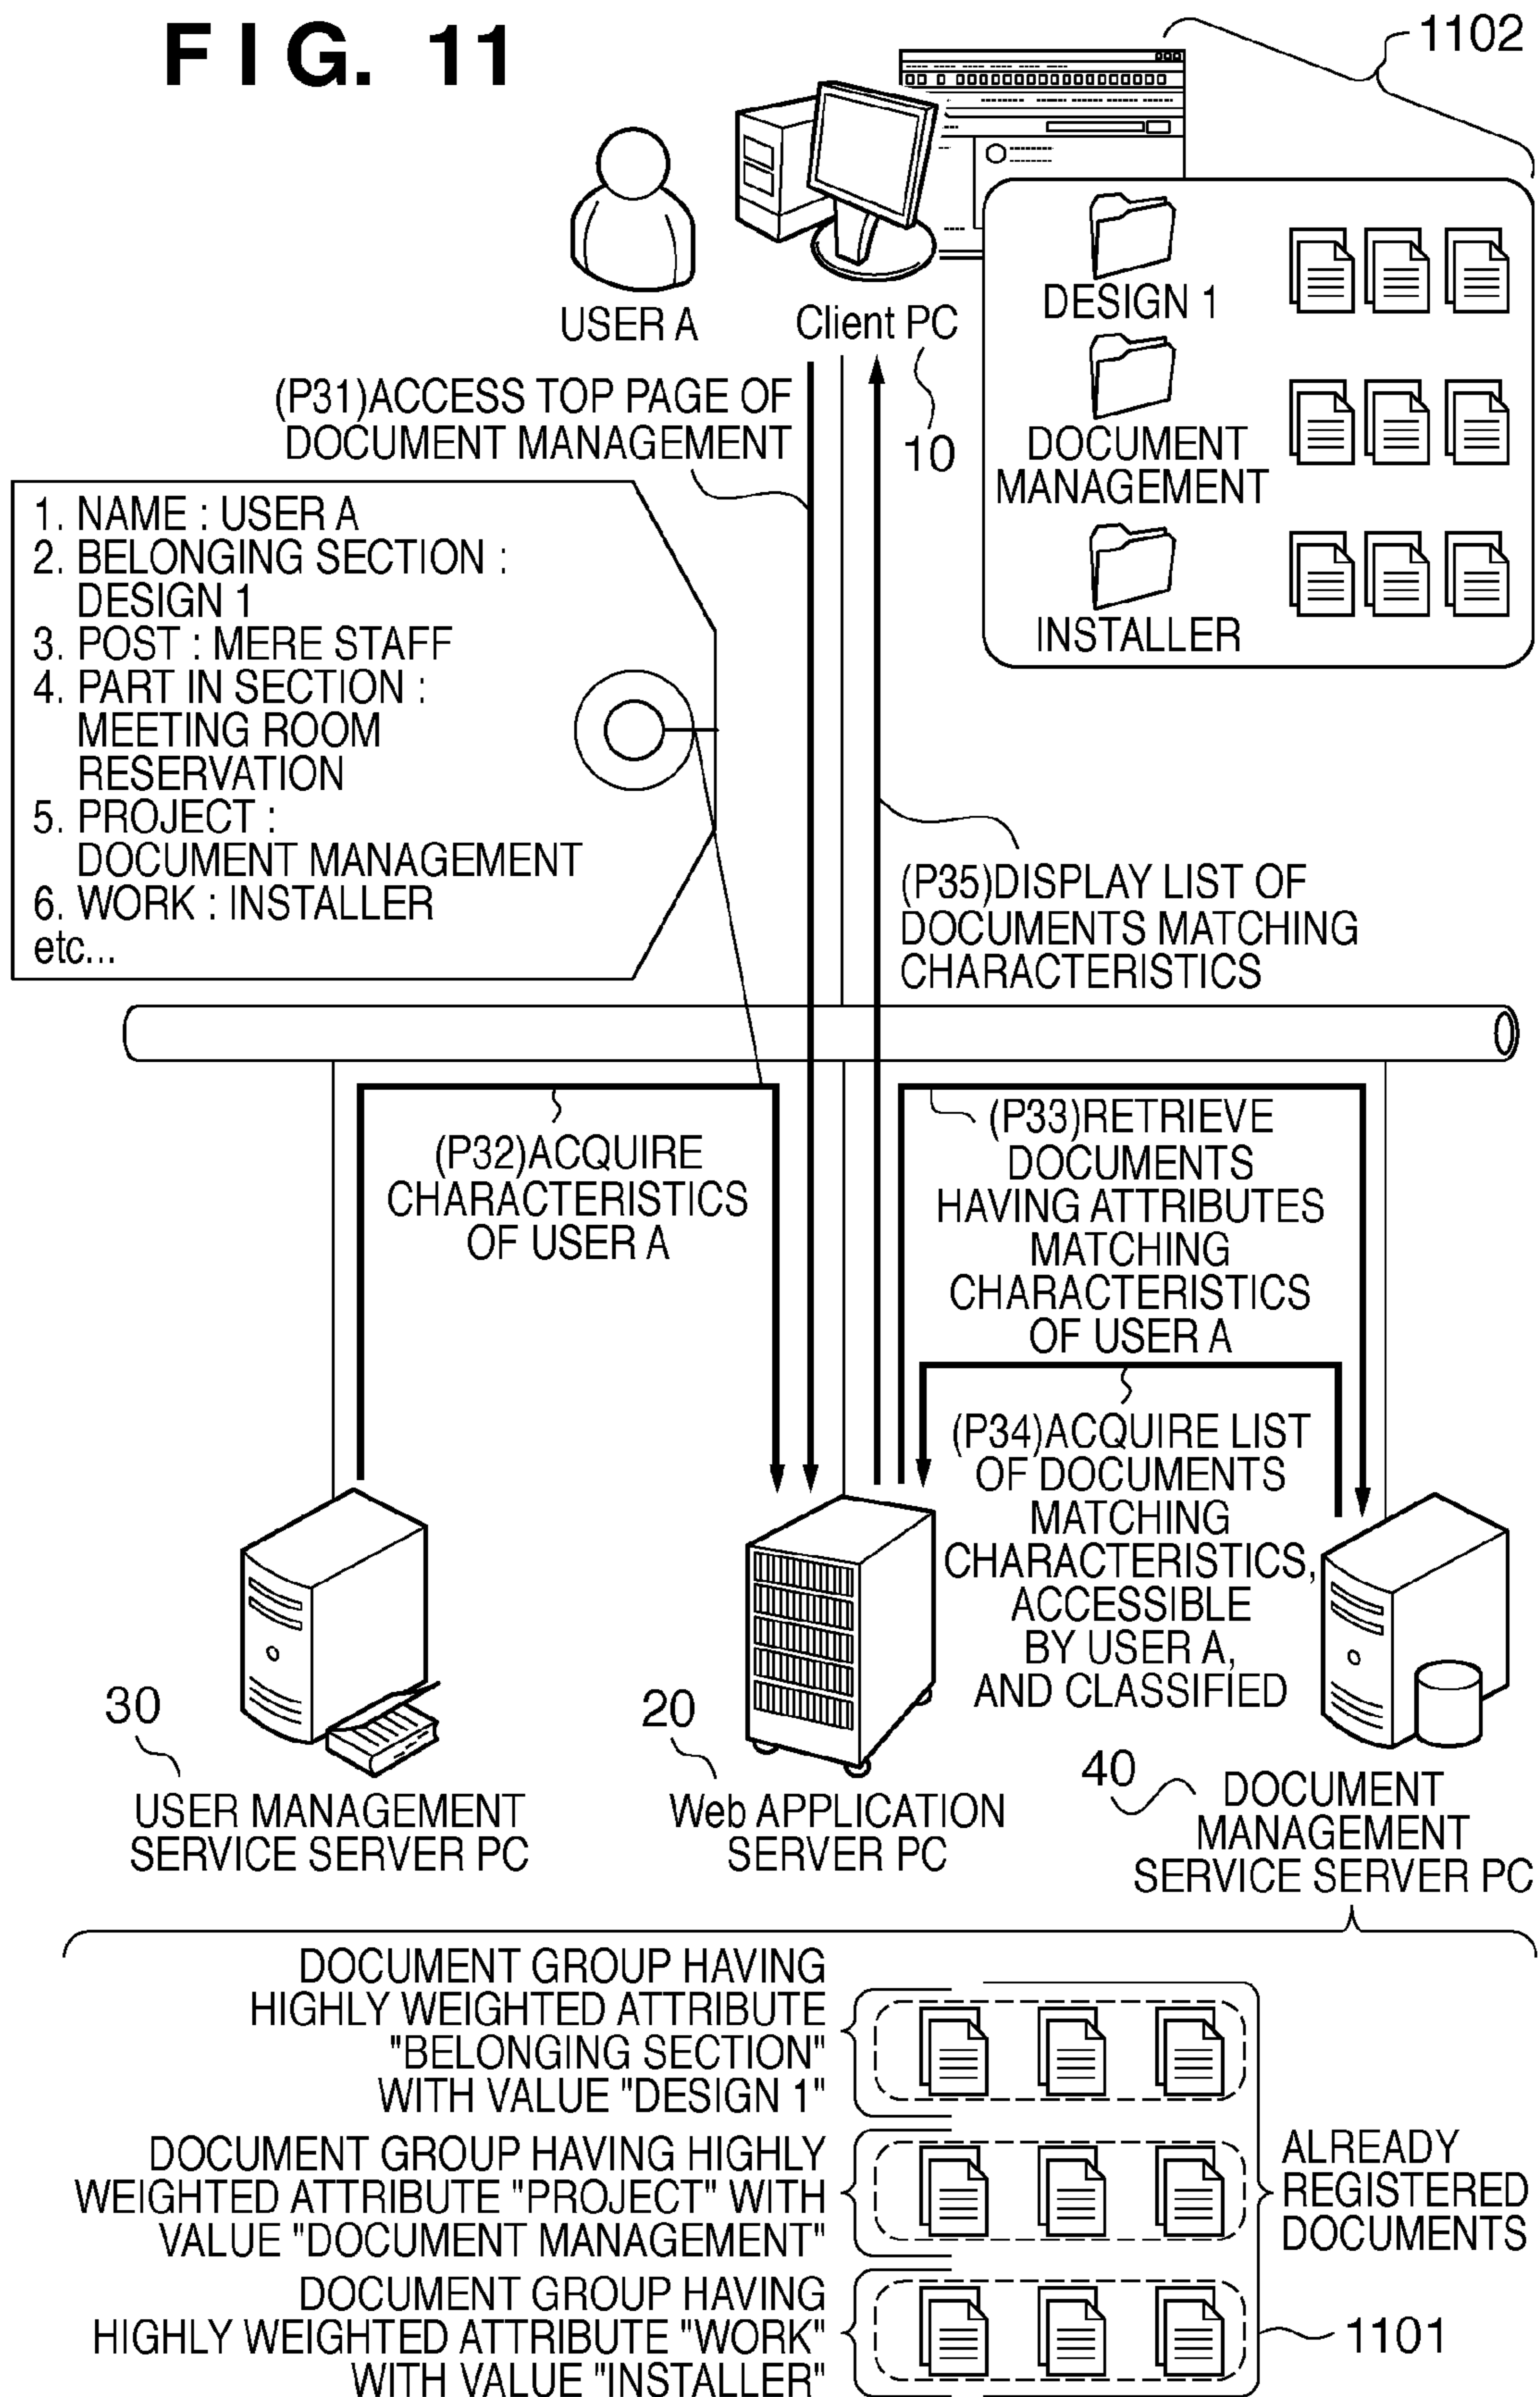 FIG. 11
1102
USER A
Client PC
10
DESIGN 1
DOCUMENT
MANAGEMENT
INSTALLER
(P31)ACCESS TOP PAGE OF
DOCUMENT MANAGEMENT
1. NAME : USER A
2. BELONGING SECTION :
DESIGN 1
3. POST : MERE STAFF
4. PART IN SECTION :
MEETING ROOM
RESERVATION
5. PROJECT :
DOCUMENT MANAGEMENT
6. WORK : INSTALLER
etc...
(P35)DISPLAY LIST OF
DOCUMENTS MATCHING
CHARACTERISTICS
(P32)ACQUIRE
CHARACTERISTICS
OF USER A
(P33)RETRIEVE
DOCUMENTS
HAVING ATTRIBUTES
MATCHING
CHARACTERISTICS
OF USER A
(P34)ACQUIRE LIST
OF DOCUMENTS
MATCHING
CHARACTERISTICS,
ACCESSIBLE
BY USER A,
AND CLASSIFIED
30
USER MANAGEMENT
SERVICE SERVER PC
20
Web APPLICATION
SERVER PC
40
DOCUMENT
MANAGEMENT
SERVICE SERVER PC
DOCUMENT GROUP HAVING
HIGHLY WEIGHTED ATTRIBUTE
"BELONGING SECTION"
WITH VALUE "DESIGN 1"
DOCUMENT GROUP HAVING HIGHLY
WEIGHTED ATTRIBUTE "PROJECT" WITH
VALUE "DOCUMENT MANAGEMENT"
DOCUMENT GROUP HAVING
HIGHLY WEIGHTED ATTRIBUTE "WORK"
WITH VALUE "INSTALLER"
ALREADY
REGISTERED
DOCUMENTS
1101